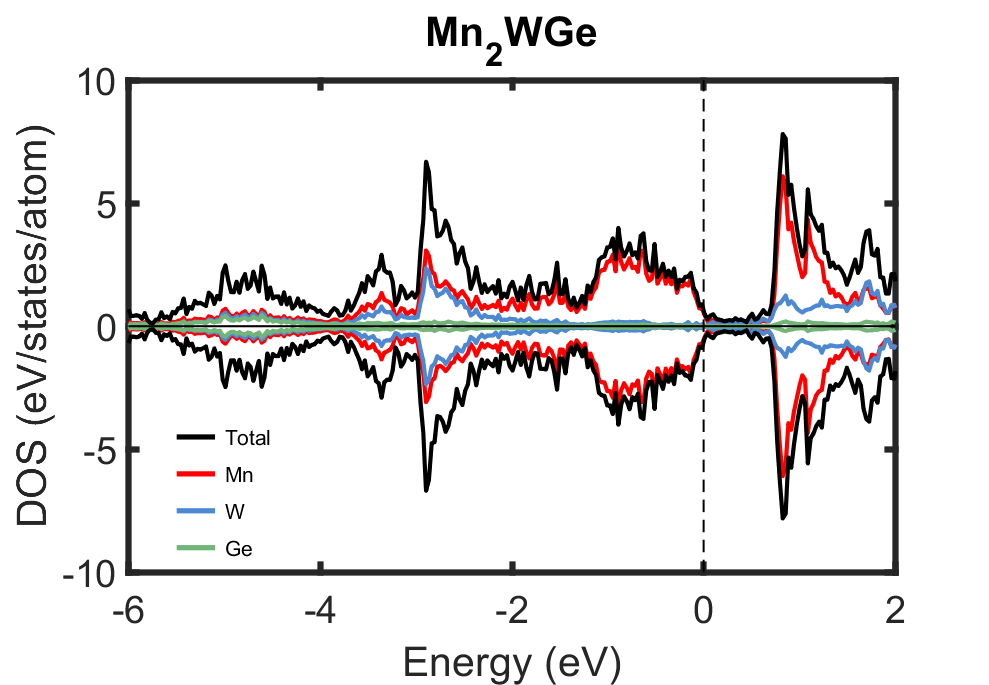 Mn2WGe
10
5
0
-5
-10
DOS (eV/states/atom)
Total
Mn
W
Ge
-6 -4 -2 0 2
Energy (eV)